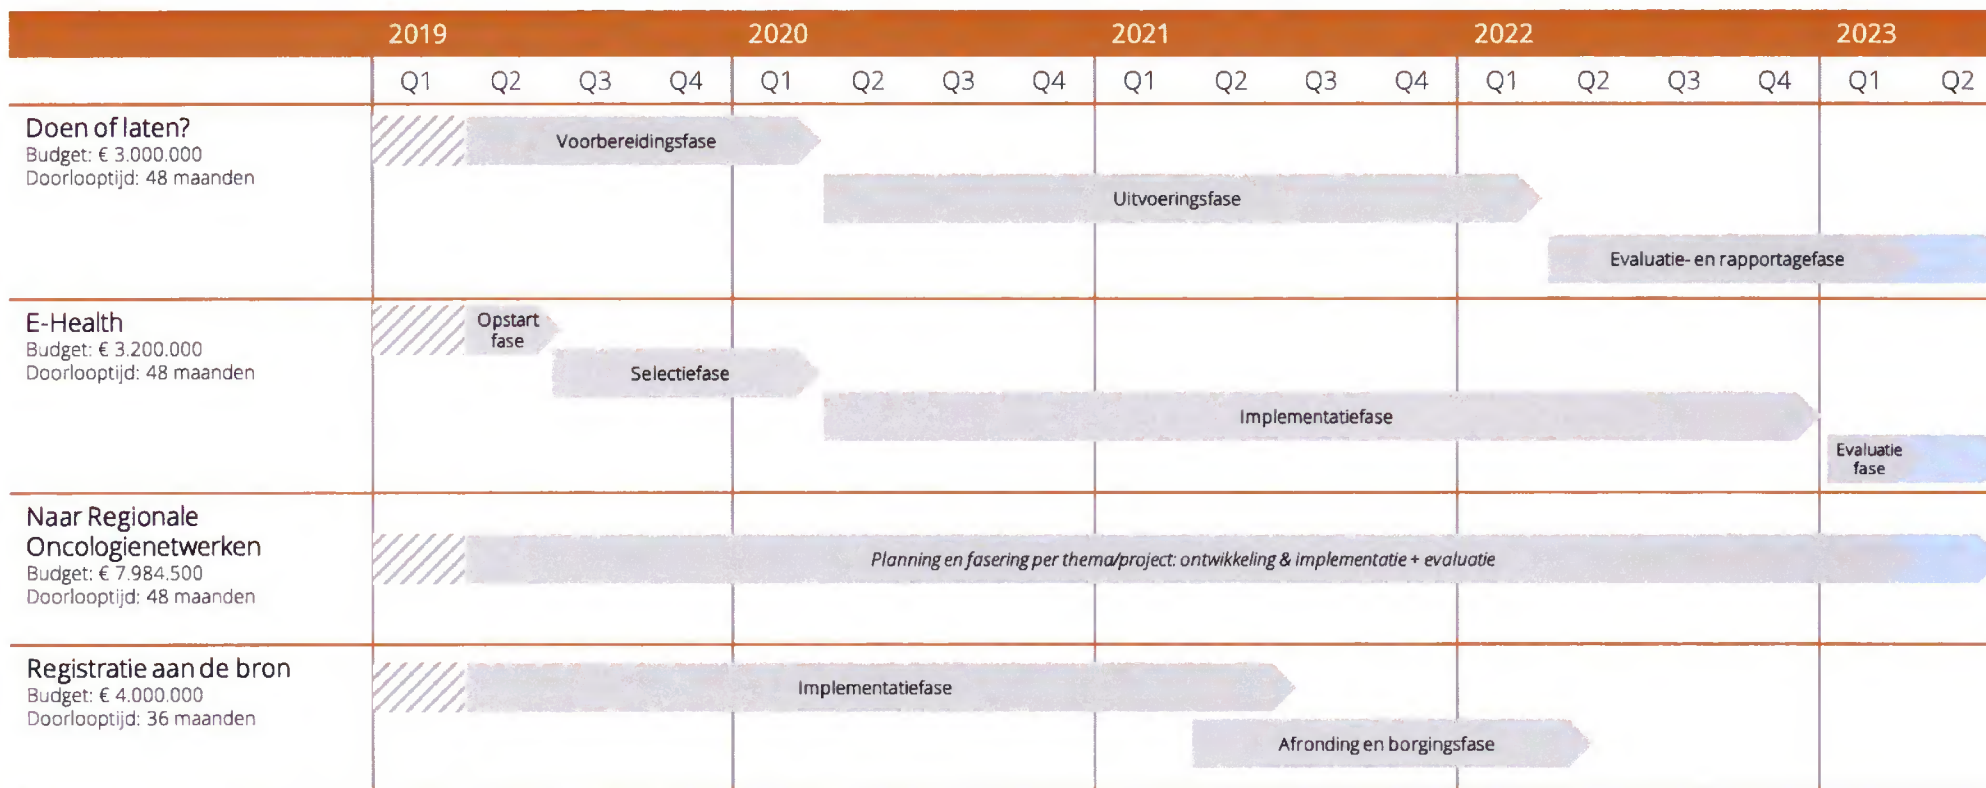 2019 2020 2021 2022 2023
Q1 Q2 Q3 Q4 Q1 Q2 Q3 Q4 Q1 Q2 Q3 Q4 Q1 Q2 Q3 Q4 Q1 Q2
Doen of laten?
Budget: € 3.000.000
Doorlooptijd: 48 maanden
Voorbereidingsfase
Uitvoeringsfase
Evaluatie- en rapportagefase
E-Health
Budget: € 3.200.000
Doorlooptijd: 48 maanden
Opstart
fase
Selectiefase
Implementatiefase
Evaluatie
fase
Naar Regionale
Oncologienetwerken
Budget: € 7.984.500
Doorlooptijd: 48 maanden
Planning en fasering per thema/project: ontwikkeling & implementatie + evaluatie
Registratie aan de bron
Budget: € 4.000.000
Doorlooptijd: 36 maanden
Implementatiefase
Afronding en borgingsfase